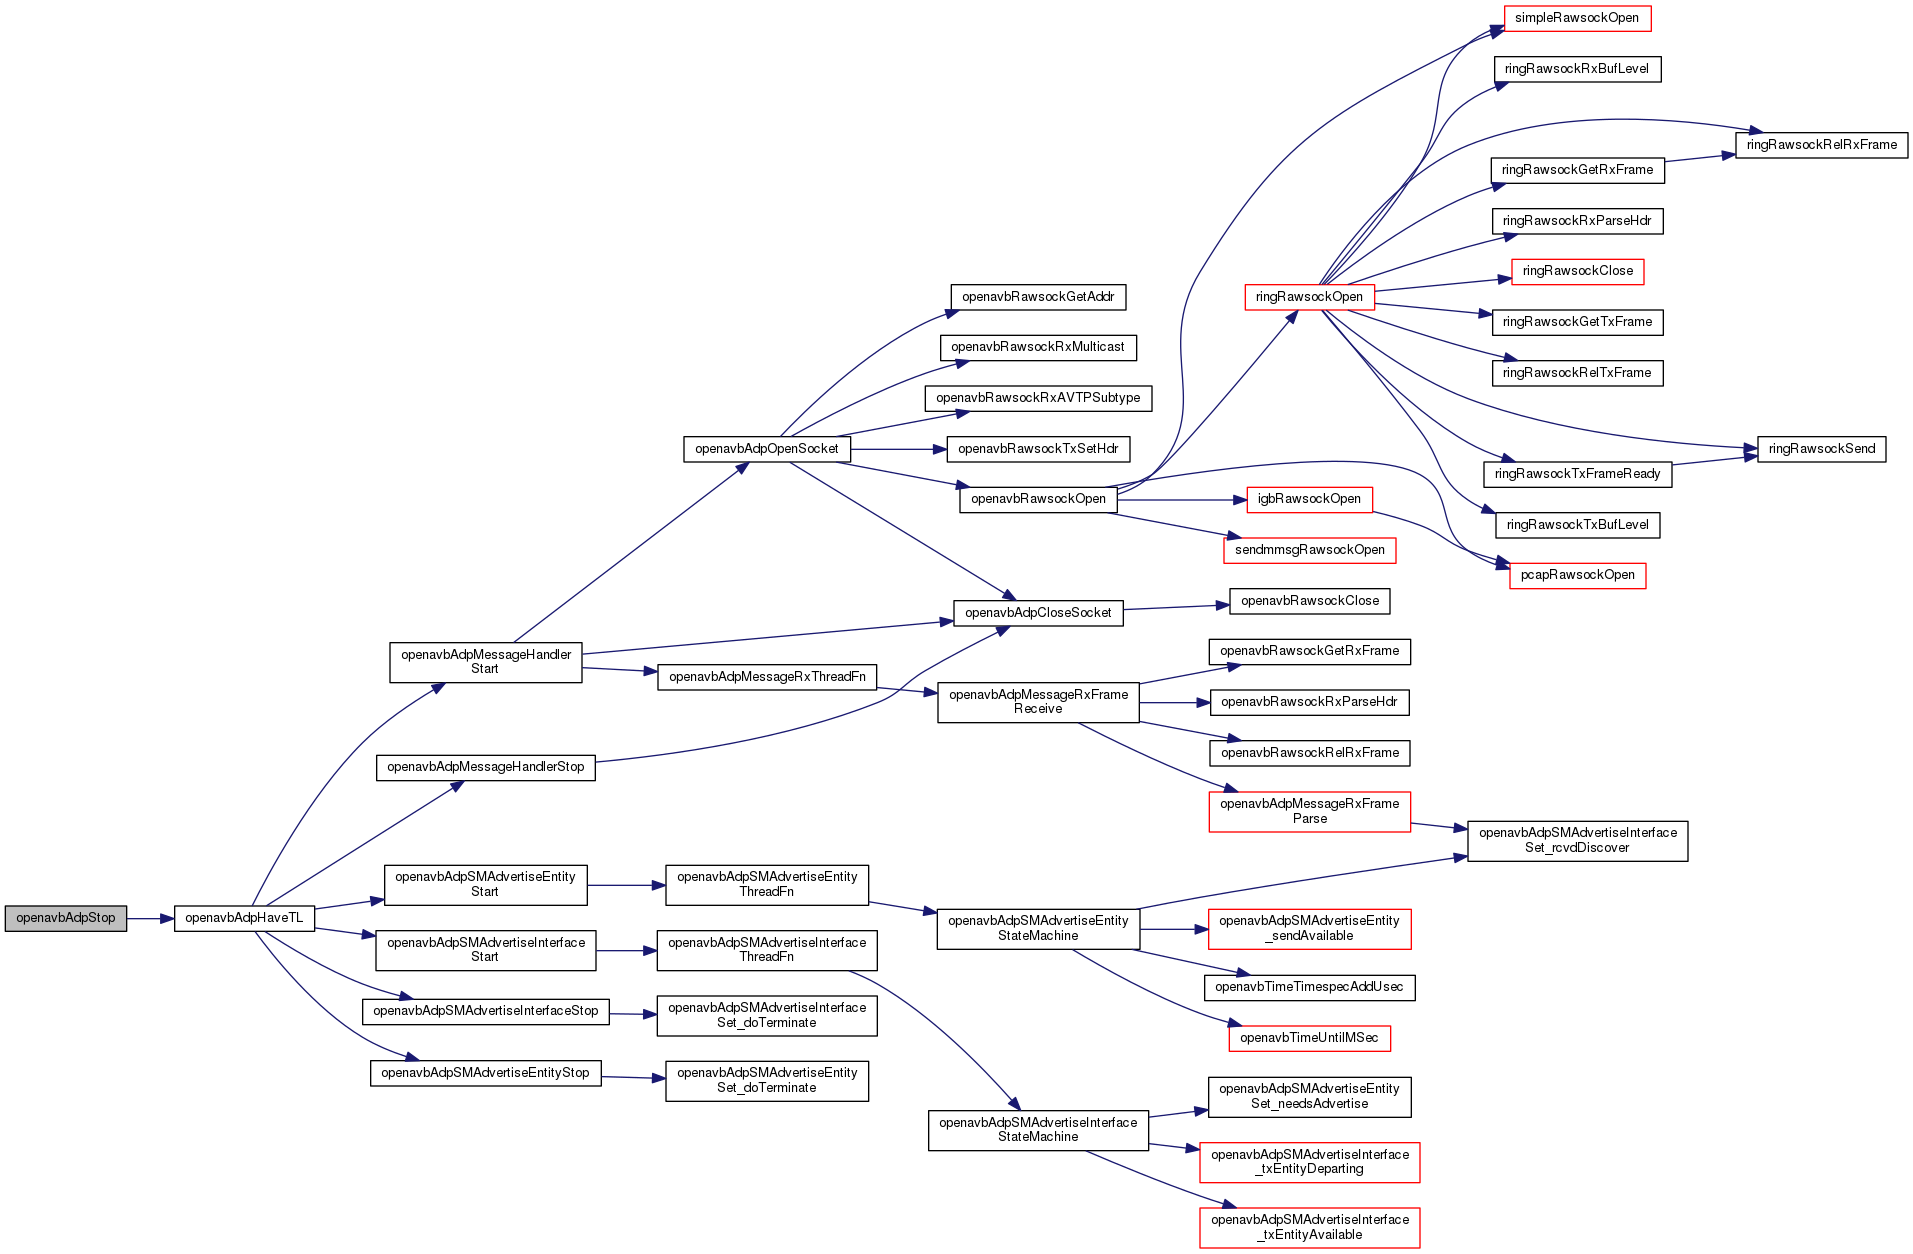 openavbAdpStop
openavbAdpHaveTL
openavbAdpMessageHandler
Start
openavbAdpMessageHandlerStop
openavbAdpSMAdvertiseEntity
Start
openavbAdpSMAdvertiseInterface
Start
openavbAdpSMAdvertiseInterfaceStop
openavbAdpSMAdvertiseEntityStop
openavbAdpOpenSocket
openavbAdpMessageRxThreadFn
openavbAdpSMAdvertiseEntity
ThreadFn
openavbAdpSMAdvertiseInterface
ThreadFn
openavbAdpSMAdvertiseInterface
Set_doTerminate
openavbAdpSMAdvertiseEntity
Set_doTerminate
openavbRawsockGetAddr
openavbRawsockRxMulticast
openavbRawsockRxAVTPSubtype
openavbRawsockTxSetHdr
openavbRawsockOpen
openavbAdpCloseSocket
openavbAdpMessageRxFrame
Receive
openavbAdpSMAdvertiseEntity
StateMachine
openavbAdpSMAdvertiseInterface
StateMachine
ringRawsockOpen
igbRawsockOpen
sendmmsgRawsockOpen
openavbRawsockClose
openavbRawsockGetRxFrame
openavbRawsockRxParseHdr
openavbRawsockRelRxFrame
openavbAdpMessageRxFrame
Parse
openavbAdpSMAdvertiseEntity
_sendAvailable
openavbTimeTimespecAddUsec
openavbTimeUntilMSec
openavbAdpSMAdvertiseEntity
Set_needsAdvertise
openavbAdpSMAdvertiseInterface
_txEntityDeparting
openavbAdpSMAdvertiseInterface
_txEntityAvailable
simpleRawsockOpen
ringRawsockRxBufLevel
ringRawsockGetRxFrame
ringRawsockRxParseHdr
ringRawsockClose
ringRawsockGetTxFrame
ringRawsockRelTxFrame
ringRawsockTxFrameReady
ringRawsockTxBufLevel
pcapRawsockOpen
openavbAdpSMAdvertiseInterface
Set_rcvdDiscover
ringRawsockRelRxFrame
ringRawsockSend